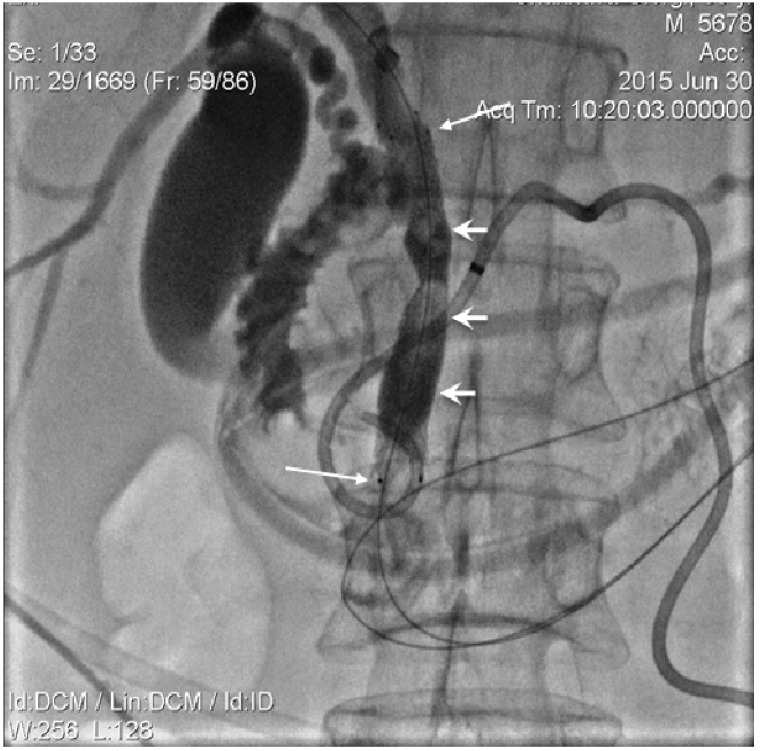 M 5678
Se: 1/33
Acc:
Im: 29/1669 (Fr: 59/86)
2015 Jun 30
Acq Tm: 10:20:03.000000
Id:DCM / Lin:DCM / Id:ID
W:256 L:128